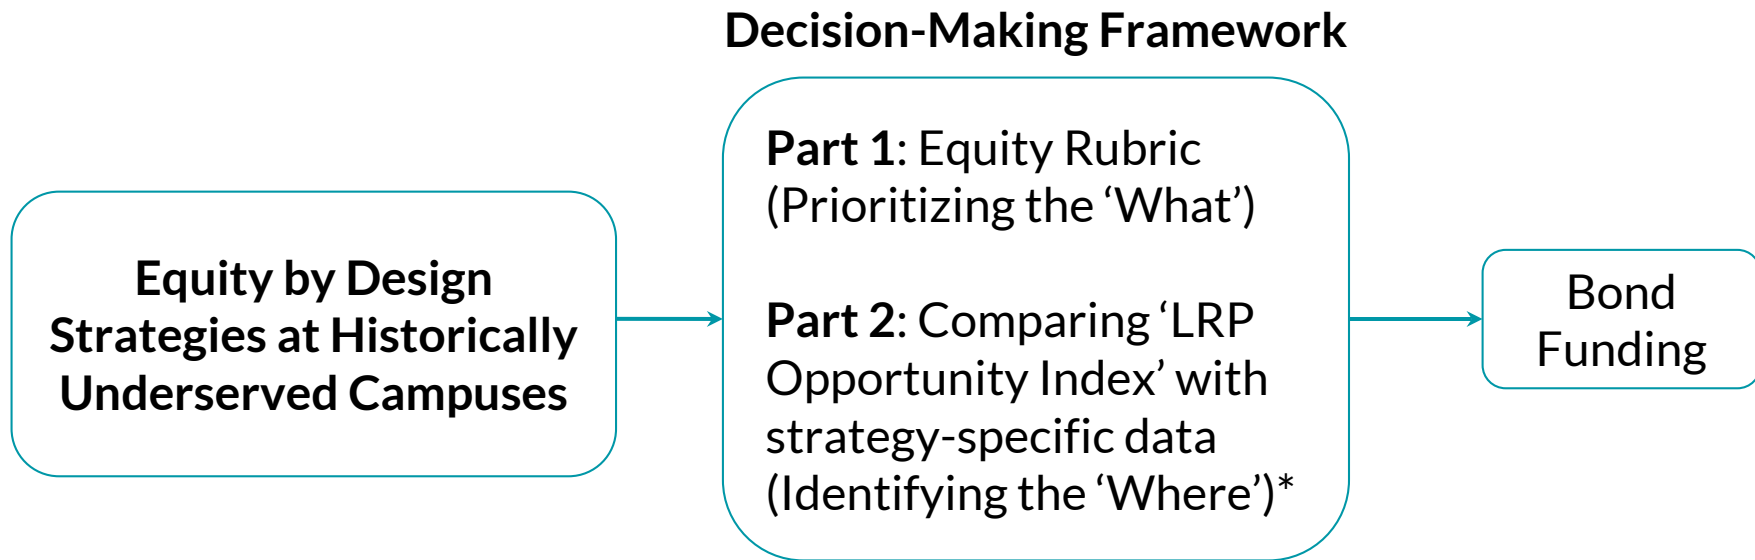 Decision-Making Framework
Equity by Design
Strategies at Historically
Underserved Campuses
Part 1: Equity Rubric
(Prioritizing the ‘What’)
Part 2: Comparing ‘LRP
Opportunity Index’ with
strategy-specific data
(Identifying the ‘Where’)*
Bond
Funding